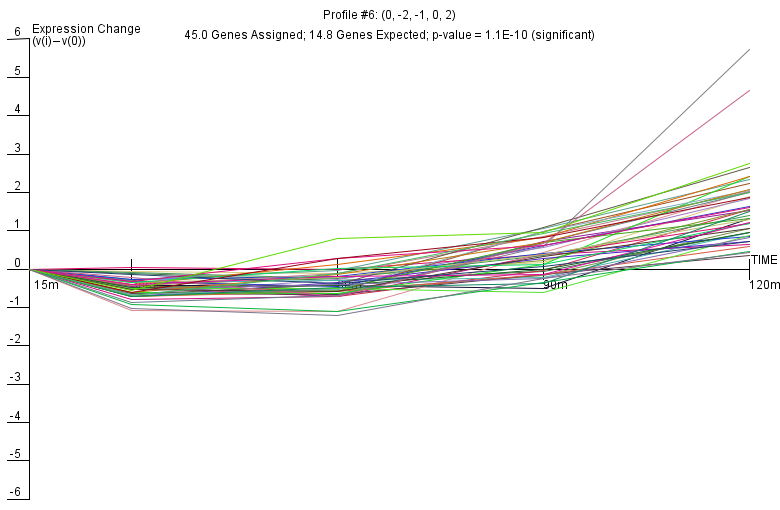 Profile #6: (0, -2, -1, 0, 2)
Expression Change
(v(i)–v(0))
45.0 Genes Assigned; 14.8 Genes Expected; p-value = 1.1E-10 (significant)
6
5
4
3
2
1
0
TIME
15m
90m
120m
-1
-2
-3
-4
-5
-6